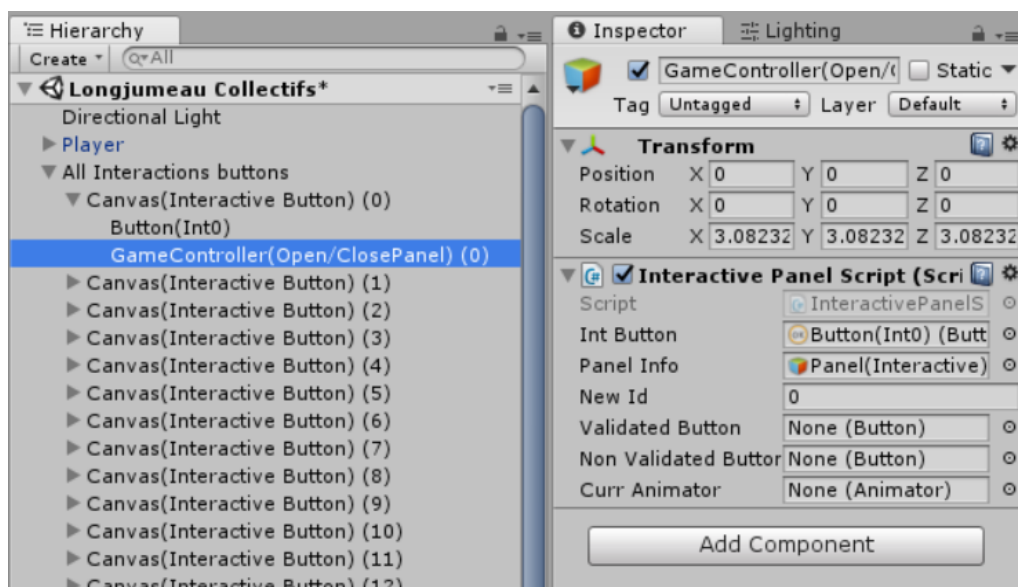 Hierarchy
Create
All
Longjumeau Collectifs*
Directional Light
Player
All Interactions buttons
Canvas(Interactive Button) (0)
Button(Int0)
GameController(Open/ClosePanel) (0)
Canvas(Interactive Button) (1)
Canvas(Interactive Button) (2)
Canvas(Interactive Button) (3)
Canvas(Interactive Button) (4)
Canvas(Interactive Button) (5)
Canvas(Interactive Button) (6)
Canvas(Interactive Button) (7)
Canvas(Interactive Button) (8)
Canvas(Interactive Button) (9)
Canvas(Interactive Button) (10)
Canvas(Interactive Button) (11)
Canvas(Interactive Button) (12)
Inspector Lighting
GameController(Open/( Static
Tag Untagged Layer Default
Transform
Position X 0 Y 0 Z 0
Rotation X 0 Y 0 Z 0
Scale X 3.08232 Y 3.08232 Z 3.08232
Interactive Panel Script (Scri
Script InteractivePanelS
Int Button Button(Int0) (Butt
Panel Info Panel(Interactive)
New Id 0
Validated Button None (Button)
Non Validated Buttor None (Button)
Curr Animator None (Animator)
Add Component